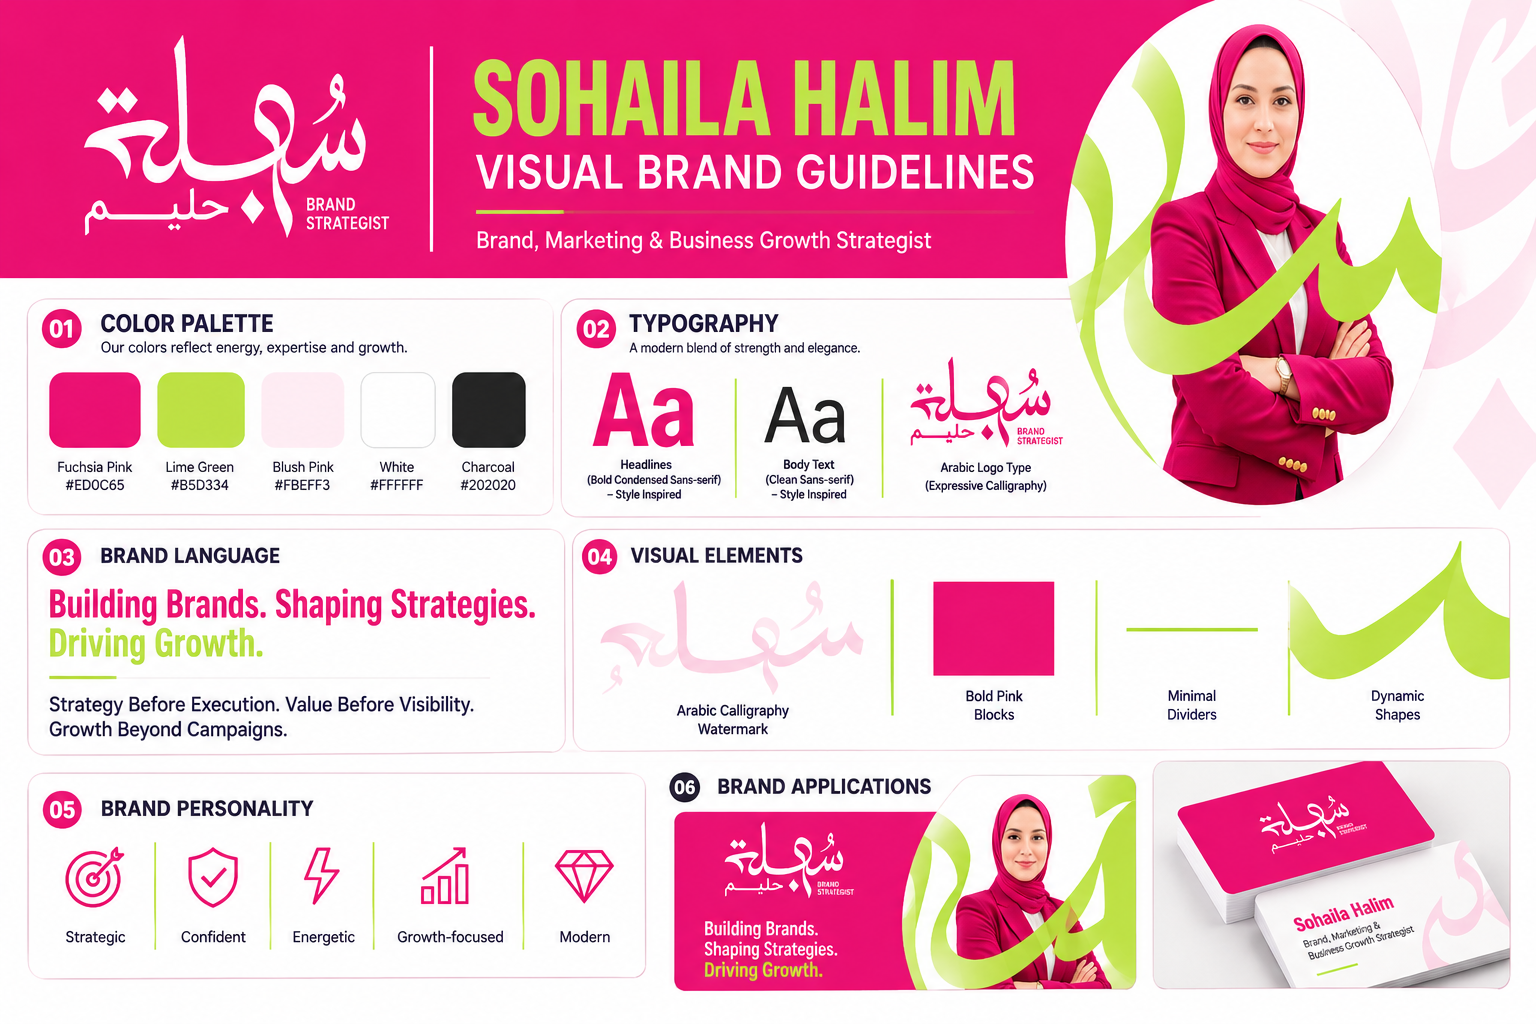 سُهيلة
حليم
BRAND
STRATEGIST
SOHAILA HALIM
VISUAL BRAND GUIDELINES
Brand, Marketing & Business Growth Strategist
01
COLOR PALETTE
Our colors reflect energy, expertise and growth.
Fuchsia Pink
#ED0C65
Lime Green
#B5D334
Blush Pink
#FBEFF3
White
#FFFFFF
Charcoal
#202020
02
TYPOGRAPHY
A modern blend of strength and elegance.
Aa
Headlines
(Bold Condensed Sans-serif)
– Style Inspired
Aa
Body Text
(Clean Sans-serif)
– Style Inspired
سُهيلة
حليم
BRAND
STRATEGIST
Arabic Logo Type
(Expressive Calligraphy)
03
BRAND LANGUAGE
Building Brands. Shaping Strategies.
Driving Growth.
Strategy Before Execution. Value Before Visibility.
Growth Beyond Campaigns.
04
VISUAL ELEMENTS
Arabic Calligraphy
Watermark
Bold Pink
Blocks
Minimal
Dividers
Dynamic
Shapes
05
BRAND PERSONALITY
Strategic
Confident
Energetic
Growth-focused
Modern
06
BRAND APPLICATIONS
سُهيلة
حليم
BRAND
STRATEGIST
Building Brands.
Shaping Strategies.
Driving Growth.
سُهيلة
حليم
BRAND
STRATEGIST
Sohaila Halim
Brand, Marketing &
Business Growth Strategist